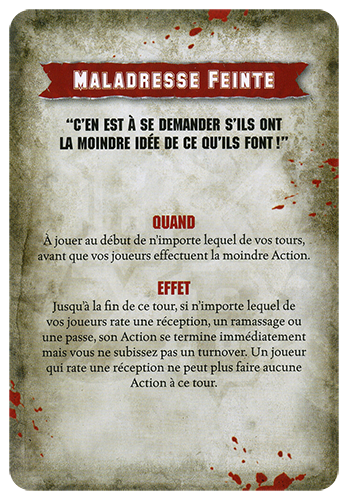 MALADRESSE FEINTE
“C’EN EST À SE DEMANDER S’ILS ONT
LA MOINDRE IDÉE DE CE QU’ILS FONT !”
QUAND
À jouer au début de n’importe lequel de vos tours,
avant que vos joueurs effectuent la moindre Action.
EFFET
Jusqu’à la fin de ce tour, si n’importe lequel de
vos joueurs rate une réception, un ramassage ou
une passe, son Action se termine immédiatement
mais vous ne subissez pas un turnover. Un joueur
qui rate une réception ne peut plus faire aucune
Action à ce tour.